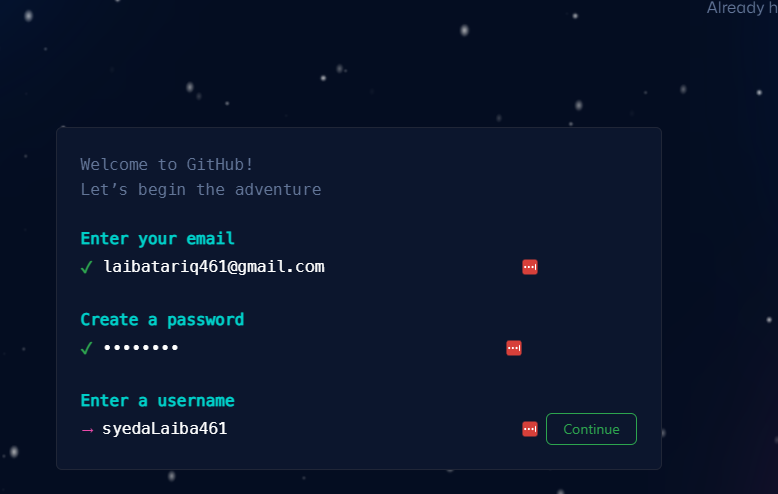 Already h
Welcome to GitHub!
Let’s begin the adventure
Enter your email
✓ laibatariq461@gmail.com
Create a password
✓ ••••••••
Enter a username
→ syedaLaiba461
Continue